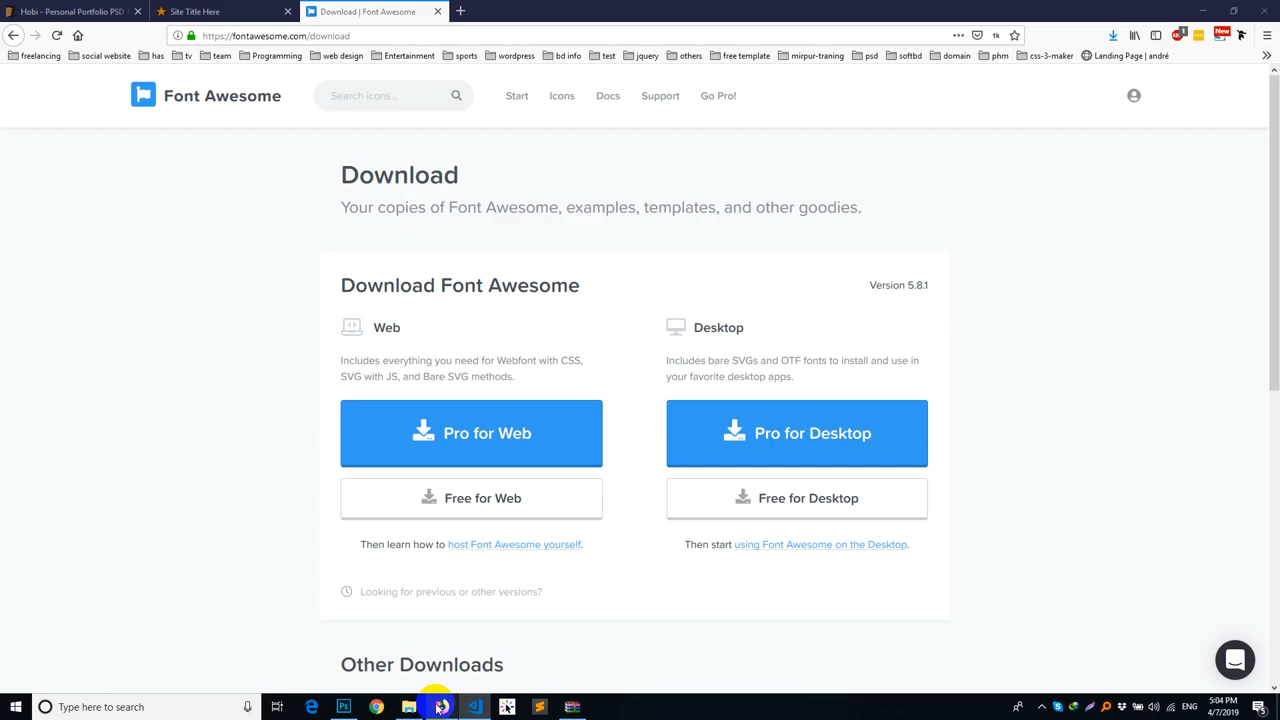 Hobi - Personal Portfolio PSD
Site Title Here
Download | Font Awesome
https://fontawesome.com/download
1k
1
New
freelancing
social website
has
tv
team
Programming
web design
Entertainment
sports
wordpress
bd info
test
jquery
others
free template
mirpur-traning
psd
softbd
domain
phm
css-3-maker
Landing Page | andré
Font Awesome
Search icons...
Start
Icons
Docs
Support
Go Pro!
Download
Your copies of Font Awesome, examples, templates, and other goodies.
Download Font Awesome
Version 5.8.1
Web
Includes everything you need for Webfont with CSS,
SVG with JS, and Bare SVG methods.
Pro for Web
Free for Web
Then learn how to host Font Awesome yourself.
Desktop
Includes bare SVGs and OTF fonts to install and use in
your favorite desktop apps.
Pro for Desktop
Free for Desktop
Then start using Font Awesome on the Desktop.
Looking for previous or other versions?
Other Downloads
Type here to search
Ps
ENG
5:04 PM
4/7/2019
5